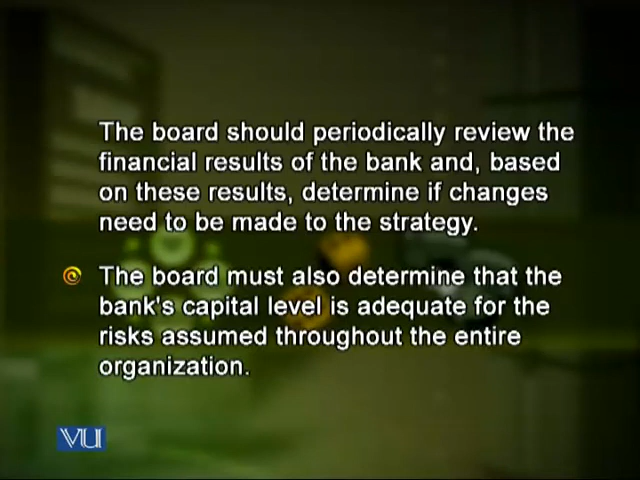 The board should periodically review the
financial results of the bank and, based
on these results, determine if changes
need to be made to the strategy.
The board must also determine that the
bank's capital level is adequate for the
risks assumed throughout the entire
organization.
VU